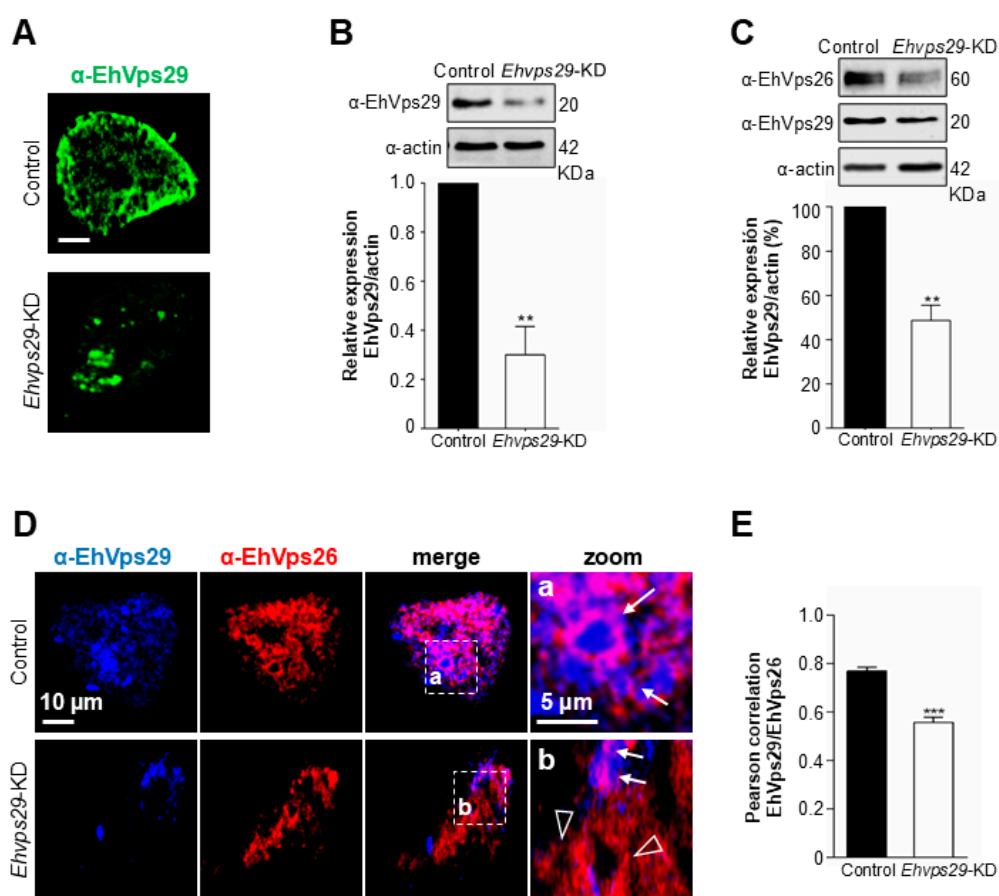 A
α-EhVps29
Control
Ehvps29-KD
B
Control Ehvps29-KD
α-EhVps29 20
α-actin 42
KDa
1.0
0.8
0.6
0.4
0.2
0
Relative expression
EhVps29/actin
**
Control Ehvps29-KD
C
Control Ehvps29-KD
α-EhVps26 60
α-EhVps29 20
α-actin 42
KDa
100
80
60
40
20
0
Relative expresión
EhVps29/actin (%)
**
Control Ehvps29-KD
D
α-EhVps29 α-EhVps26 merge zoom
Control
10 µm
a
a
5 µm
Ehvps29-KD
b
b
E
1.0
0.8
0.6
0.4
0.2
0
Pearson correlation
EhVps29/EhVps26
***
Control Ehvps29-KD